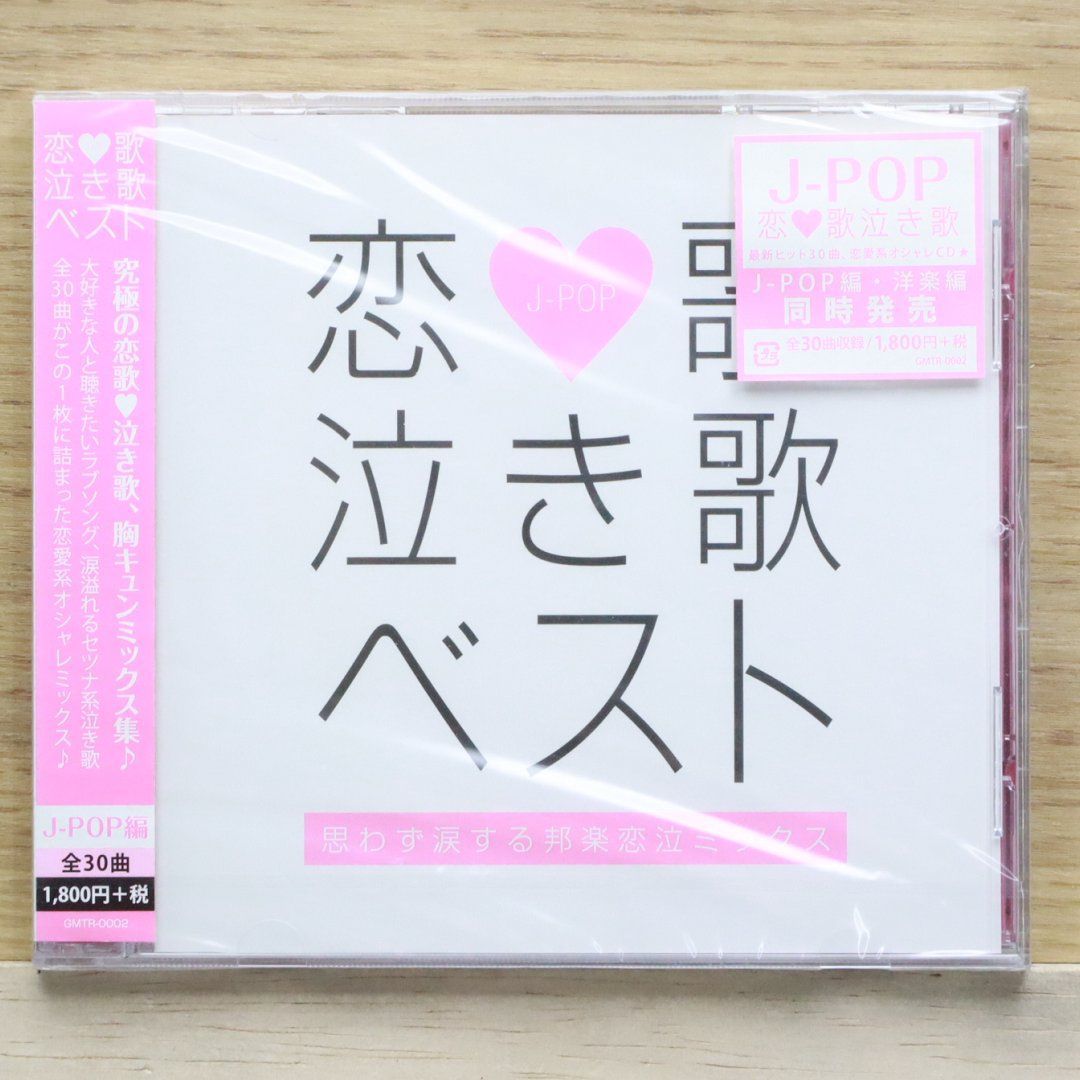 恋♥歌
泣き歌
ベスト
究極の恋歌♥泣き歌、胸キュンミックス集♪
大好きな人と聴きたいラブソング、涙溢れるセツナ系泣き歌
全30曲がこの1枚に詰まった恋愛系オシャレミックス♪
J-POP編
全30曲
1,800円+税
GMTR-0002
恋♥歌
J-POP
泣き歌
ベスト
思わず涙する邦楽恋泣ミックス
J-POP
恋♥歌泣き歌
最新ヒット30曲、恋愛系オシャレCD★
J-POP編・洋楽編
同時発売
全30曲収録/1,800円+税
GMTR-0002